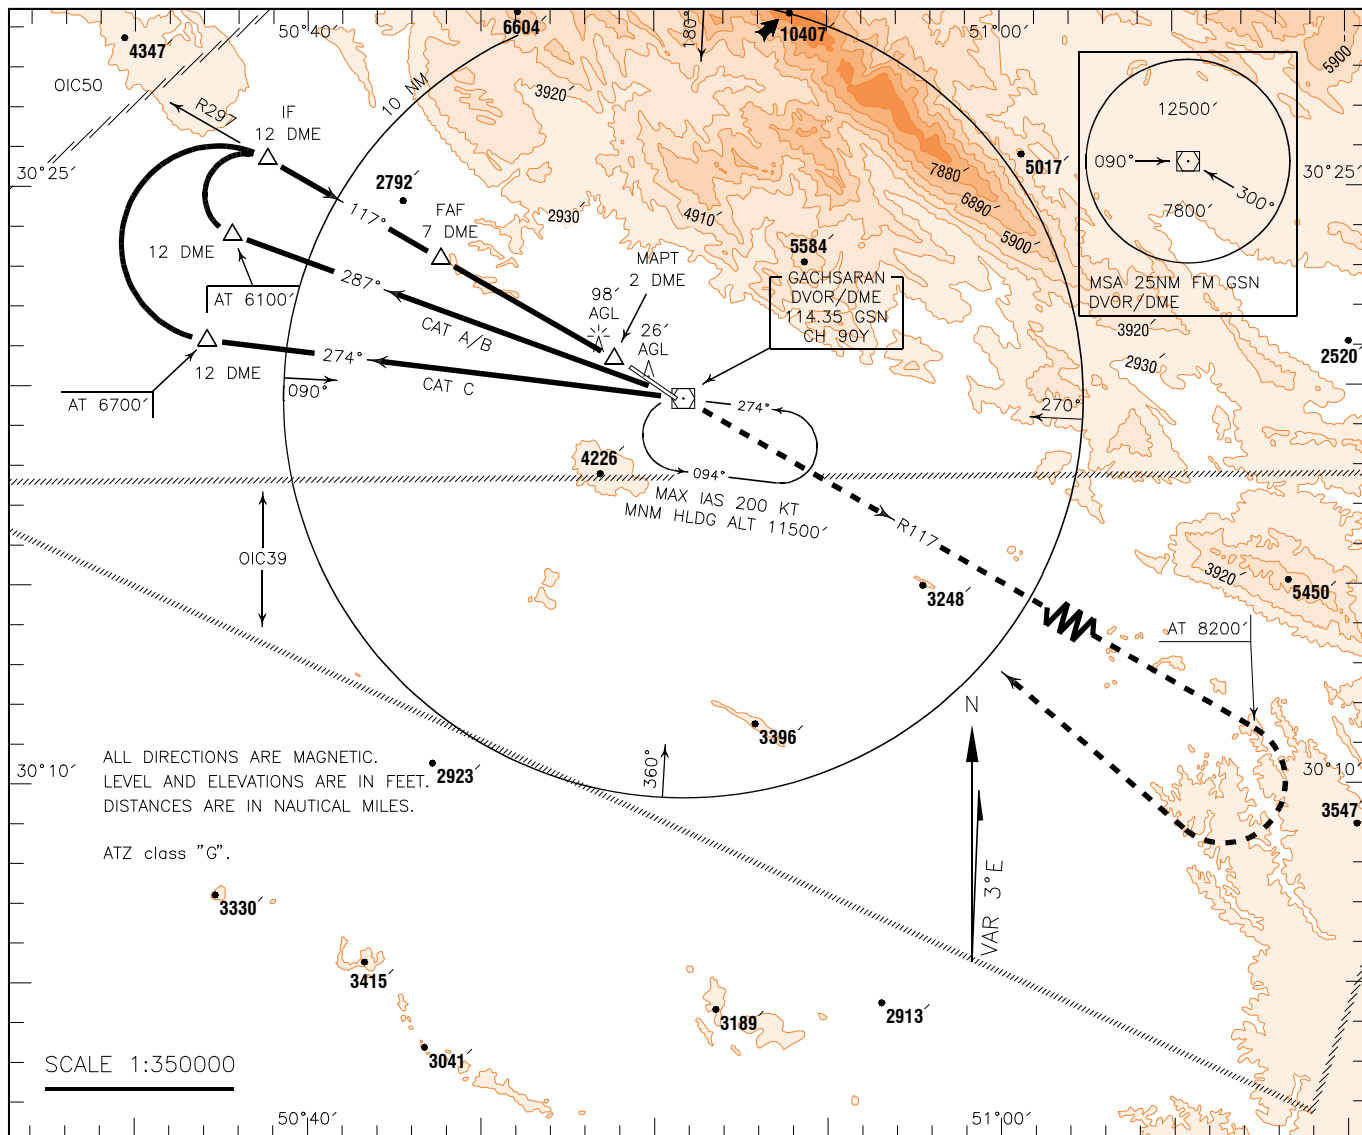 50°40′
6604′
180°
10407′
51°00′
5900
4347′
OIC50
R297
IF
12 DME
10 NM
3920′
12500′
090°
300°
7800′
MSA 25NM FM GSN
DVOR/DME
30°25′
2792′
2930′
4910′
7880′
6890′
5900′
5017′
30°25′
117°
FAF
7 DME
5584′
12 DME
AT 6100′
287°
CAT A/B
98′
AGL
MAPT
2 DME
26′
AGL
GACHSARAN
DVOR/DME
114.35 GSN
CH 90Y
3920′
2930′
2520′
274°
CAT C
12 DME
AT 6700′
090°
274°
094°
270°
4226′
MAX IAS 200 KT
MNM HLDG ALT 11500′
OIC39
R117
3248′
3920′
5450′
AT 8200′
N
3396′
VAR 3°E
360°
30°10′
2923′
30°10′
3547′
ALL DIRECTIONS ARE MAGNETIC.
LEVEL AND ELEVATIONS ARE IN FEET.
DISTANCES ARE IN NAUTICAL MILES.
ATZ class "G".
3330′
3415′
3041′
3189′
2913′
SCALE 1:350000
50°40′
51°00′